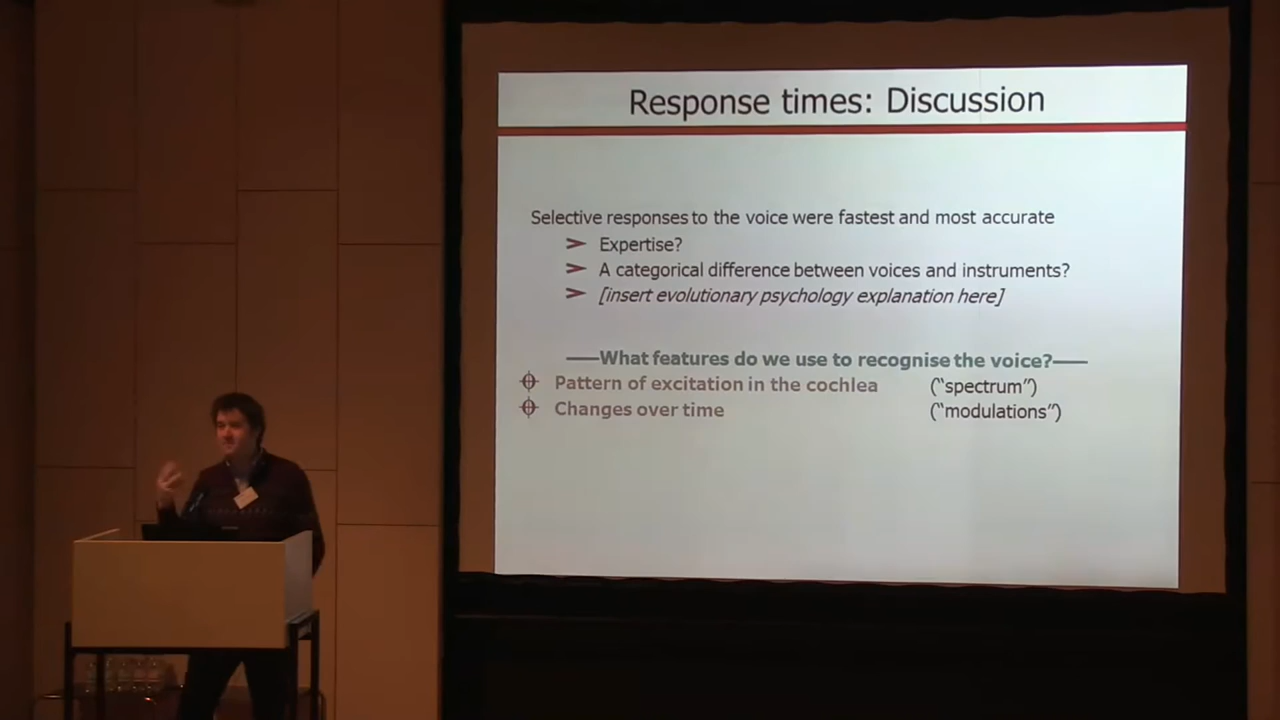 Response times: Discussion
Selective responses to the voice were fastest and most accurate
Expertise?
A categorical difference between voices and instruments?
[insert evolutionary psychology explanation here]
——What features do we use to recognise the voice?——
Pattern of excitation in the cochlea ("spectrum")
Changes over time ("modulations")